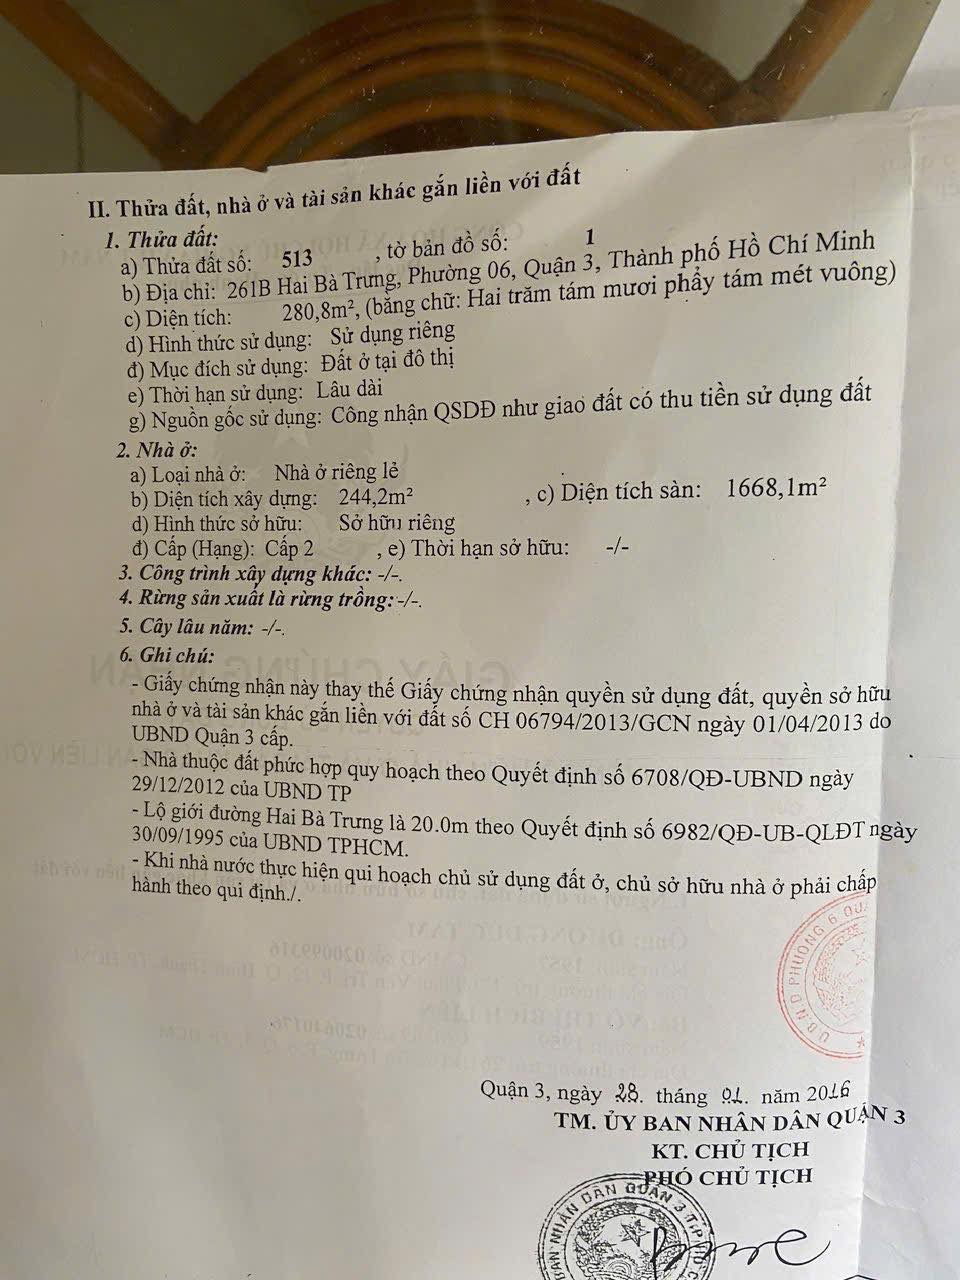 II. Thửa đất, nhà ở và tài sản khác gắn liền với đất
1. Thửa đất:
a) Thửa đất số: 513 , tờ bản đồ số: 1
b) Địa chỉ: 261B Hai Bà Trưng, Phường 06, Quận 3, Thành phố Hồ Chí Minh
c) Diện tích: 280,8m², (bằng chữ: Hai trăm tám mươi phẩy tám mét vuông)
d) Hình thức sử dụng: Sử dụng riêng
đ) Mục đích sử dụng: Đất ở tại đô thị
e) Thời hạn sử dụng: Lâu dài
g) Nguồn gốc sử dụng: Công nhận QSDĐ như giao đất có thu tiền sử dụng đất
2. Nhà ở:
a) Loại nhà ở: Nhà ở riêng lẻ
b) Diện tích xây dựng: 244,2m² , c) Diện tích sàn: 1668,1m²
d) Hình thức sở hữu: Sở hữu riêng
đ) Cấp (Hạng): Cấp 2 , e) Thời hạn sở hữu: -/-
3. Công trình xây dựng khác: -/-.
4. Rừng sản xuất là rừng trồng: -/-.
5. Cây lâu năm: -/-.
6. Ghi chú:
- Giấy chứng nhận này thay thế Giấy chứng nhận quyền sử dụng đất, quyền sở hữu
nhà ở và tài sản khác gắn liền với đất số CH 06794/2013/GCN ngày 01/04/2013 do
UBND Quận 3 cấp.
- Nhà thuộc đất phức hợp quy hoạch theo Quyết định số 6708/QĐ-UBND ngày
29/12/2012 của UBND TP
- Lộ giới đường Hai Bà Trưng là 20.0m theo Quyết định số 6982/QĐ-UB-QLĐT ngày
30/09/1995 của UBND TPHCM.
- Khi nhà nước thực hiện qui hoạch chủ sử dụng đất ở, chủ sở hữu nhà ở phải chấp
hành theo qui định./.
U.B.N.D PHƯỜNG 6 QUẬ
Quận 3, ngày 28. tháng 01. năm 2016
TM. ỦY BAN NHÂN DÂN QUẬN 3
KT. CHỦ TỊCH
PHÓ CHỦ TỊCH
BAN NHÂN DÂN QUẬN 3 T.P